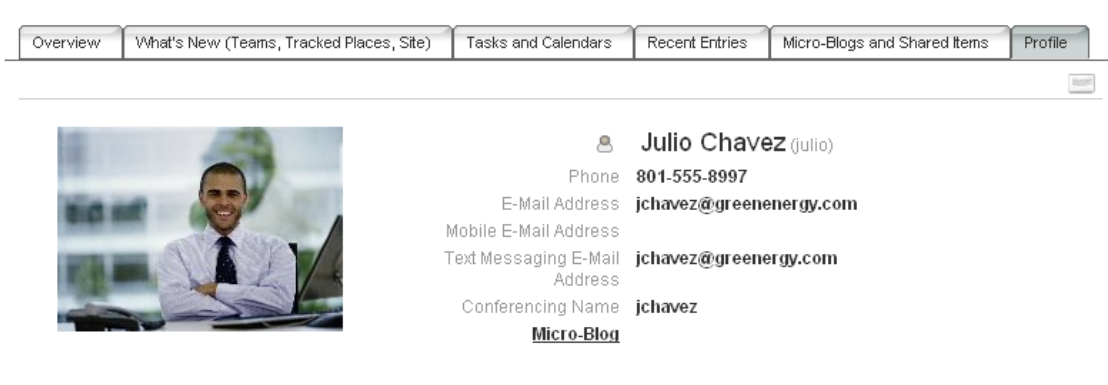 Overview What's New (Teams, Tracked Places, Site) Tasks and Calendars Recent Entries Micro-Blogs and Shared Items Profile
Julio Chavez (julio)
Phone 801-555-8997
E-Mail Address jchavez@greenenergy.com
Mobile E-Mail Address
Text Messaging E-Mail jchavez@greenergy.com
Address
Conferencing Name jchavez
Micro-Blog